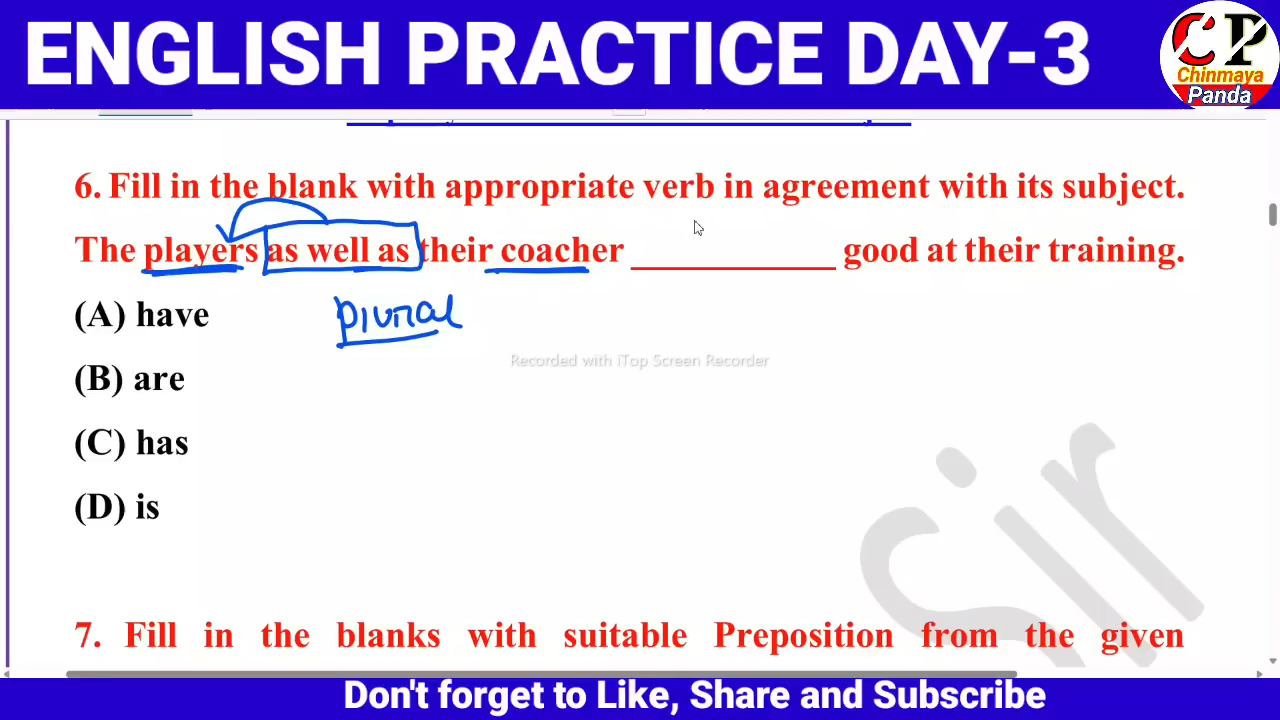 ENGLISH PRACTICE DAY-3
CP
Chinmaya
Panda
6. Fill in the blank with appropriate verb in agreement with its subject.
The players as well as their coacher ___________ good at their training.
(A) have
plural
Recorded with iTop Screen Recorder
(B) are
(C) has
(D) is
Sir
7. Fill in the blanks with suitable Preposition from the given
Don't forget to Like, Share and Subscribe